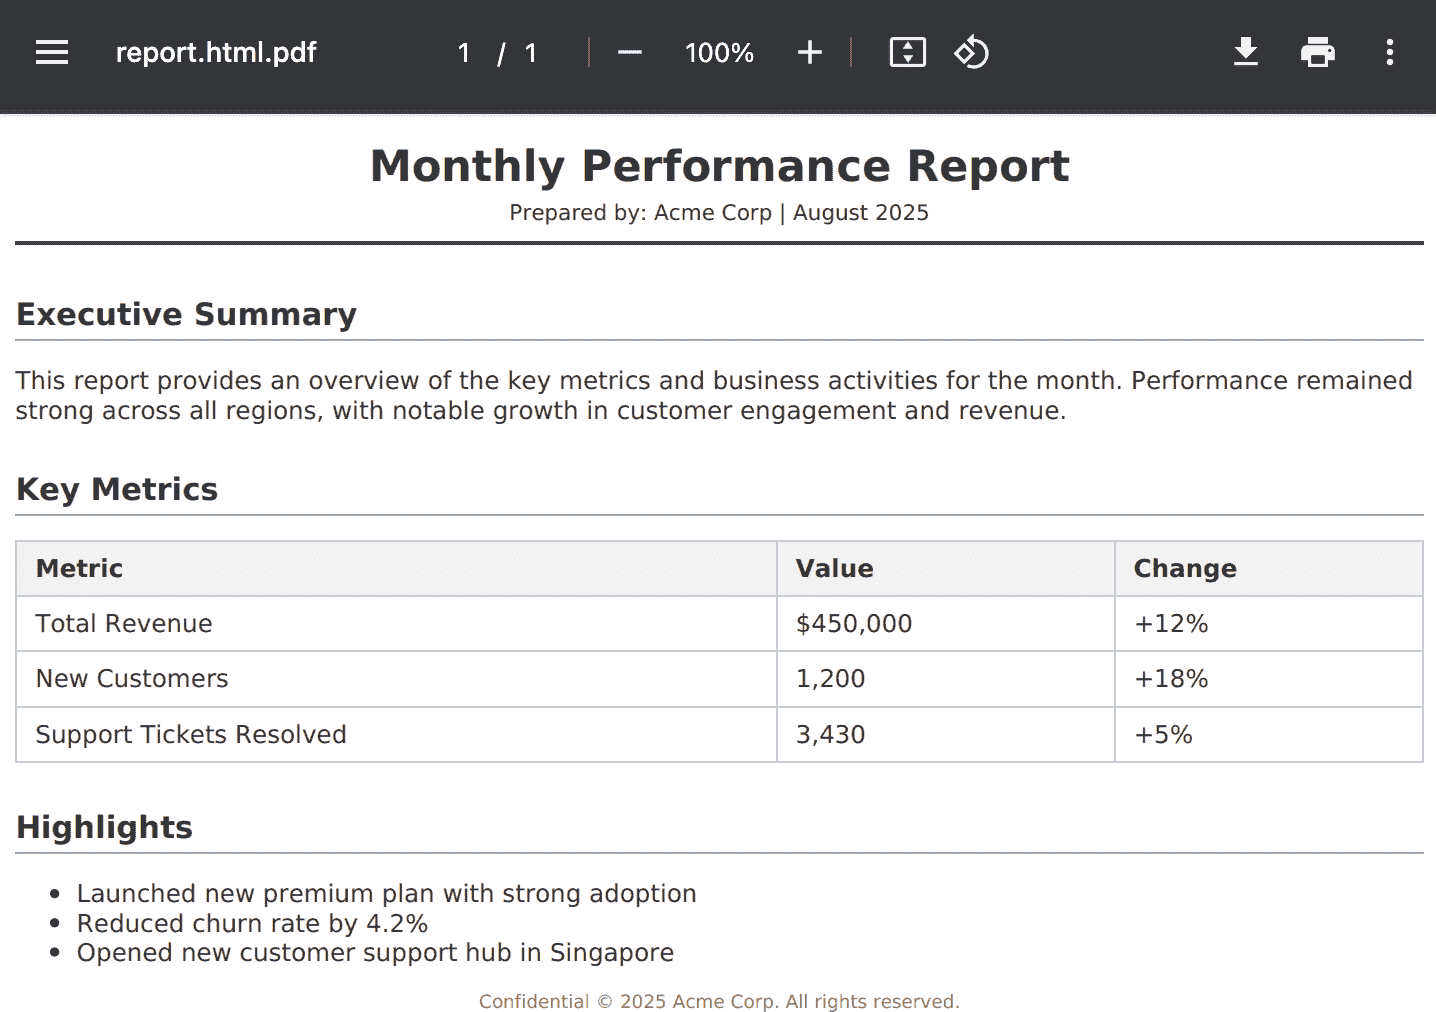 report.html.pdf 1 / 1 100%
Monthly Performance Report
Prepared by: Acme Corp | August 2025
Executive Summary
This report provides an overview of the key metrics and business activities for the month. Performance remained
strong across all regions, with notable growth in customer engagement and revenue.
Key Metrics
Metric Value Change
Total Revenue $450,000 +12%
New Customers 1,200 +18%
Support Tickets Resolved 3,430 +5%
Highlights
• Launched new premium plan with strong adoption
• Reduced churn rate by 4.2%
• Opened new customer support hub in Singapore
Confidential © 2025 Acme Corp. All rights reserved.